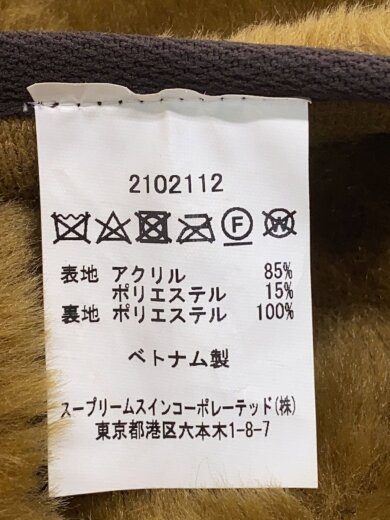 2102112
表地 アクリル 85%
ポリエステル 15%
裏地 ポリエステル 100%
ベトナム製
スープリームスインコーポレーテッド(株)
東京都港区六本木1-8-7